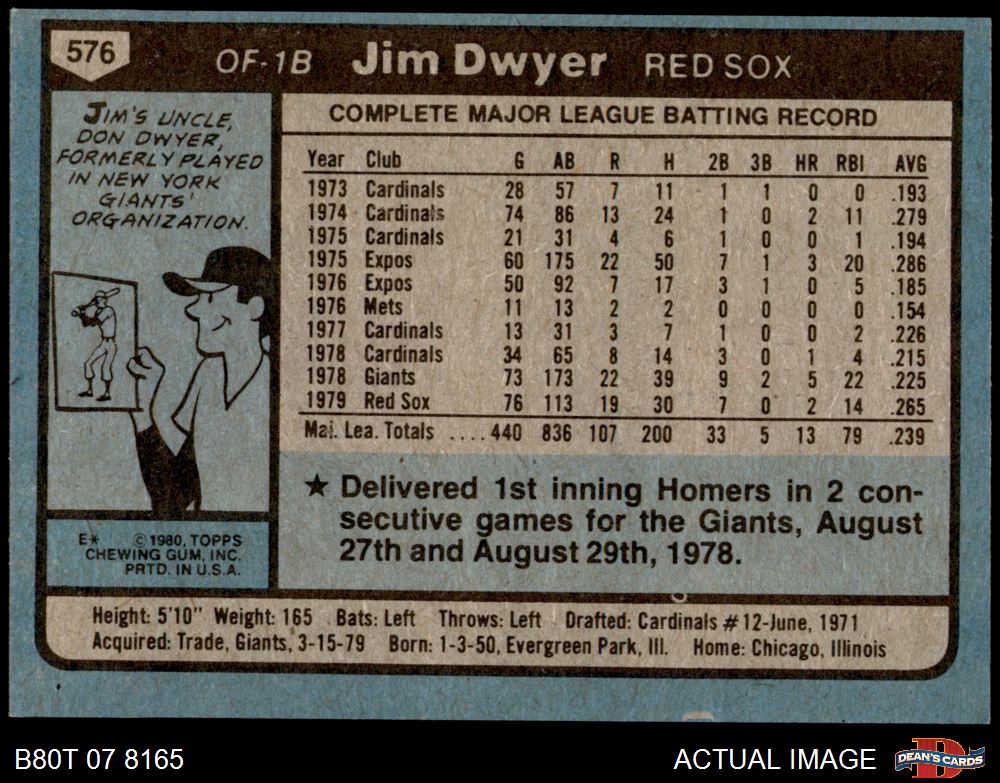 576 OF-1B Jim Dwyer RED SOX
JIM'S UNCLE,
DON DWYER,
FORMERLY PLAYED
IN NEW YORK
GIANTS'
ORGANIZATION.
COMPLETE MAJOR LEAGUE BATTING RECORD
Year Club G AB R H 2B 3B HR RBI AVG
1973 Cardinals 28 57 7 11 1 1 0 0 .193
1974 Cardinals 74 86 13 24 1 0 2 11 .279
1975 Cardinals 21 31 4 6 1 0 0 1 .194
1975 Expos 60 175 22 50 7 1 3 20 .286
1976 Expos 50 92 7 17 3 1 0 5 .185
1976 Mets 11 13 2 2 0 0 0 0 .154
1977 Cardinals 13 31 3 7 1 0 0 2 .226
1978 Cardinals 34 65 8 14 3 0 1 4 .215
1978 Giants 73 173 22 39 9 2 5 22 .225
1979 Red Sox 76 113 19 30 7 0 2 14 .265
Maj. Lea. Totals ....440 836 107 200 33 5 13 79 .239
★ Delivered 1st inning Homers in 2 con-
secutive games for the Giants, August
27th and August 29th, 1978.
E* ©1980, TOPPS
CHEWING GUM, INC.
PRTD. IN U.S.A.
Height: 5'10" Weight: 165 Bats: Left Throws: Left Drafted: Cardinals #12-June, 1971
Acquired: Trade, Giants, 3-15-79 Born: 1-3-50, Evergreen Park, Ill. Home: Chicago, Illinois
B80T 07 8165 ACTUAL IMAGE D DEAN'S CARDS